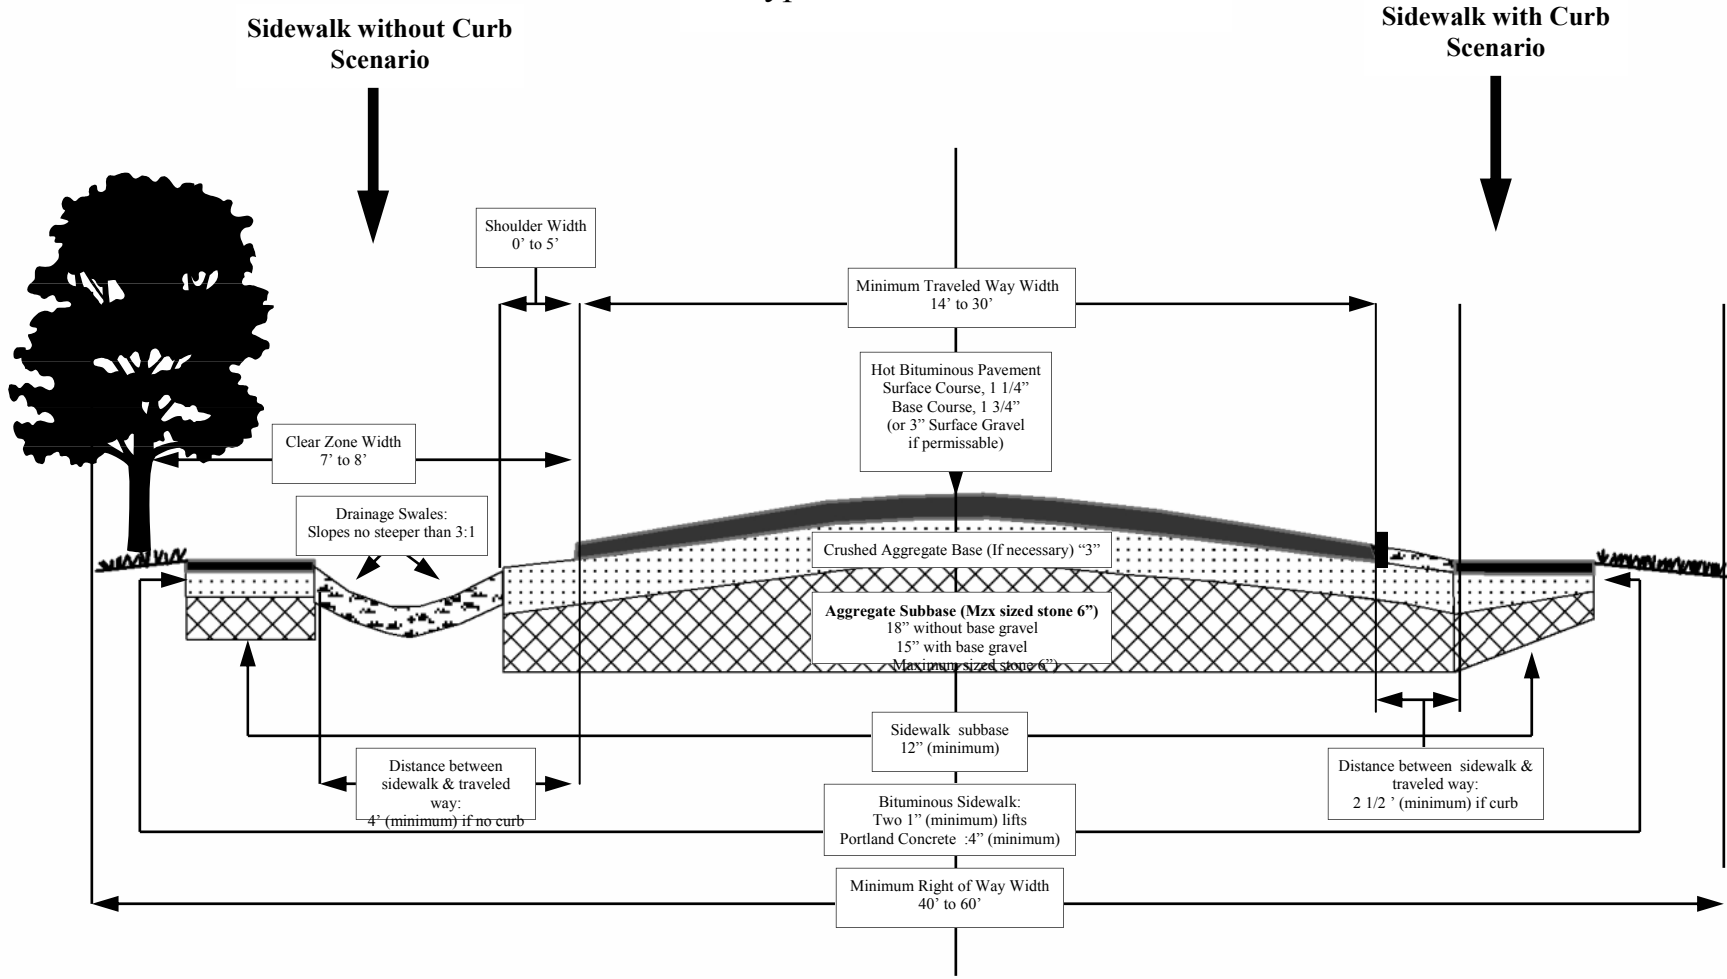 Sidewalk without Curb
Scenario
Sidewalk with Curb
Scenario
Shoulder Width
0’ to 5’
Minimum Traveled Way Width
14’ to 30’
Hot Bituminous Pavement
Surface Course, 1 1/4”
Base Course, 1 3/4”
(or 3” Surface Gravel
if permissable)
Clear Zone Width
7’ to 8’
Drainage Swales:
Slopes no steeper than 3:1
Crushed Aggregate Base (If necessary) “3”
Aggregate Subbase (Mzx sized stone 6”)
18” without base gravel
15” with base gravel
Maximum sized stone 6”)
Sidewalk subbase
12” (minimum)
Distance between
sidewalk & traveled
way:
4’ (minimum) if no curb
Distance between sidewalk &
traveled way:
2 1/2 ’ (minimum) if curb
Bituminous Sidewalk:
Two 1” (minimum) lifts
Portland Concrete :4” (minimum)
Minimum Right of Way Width
40’ to 60’